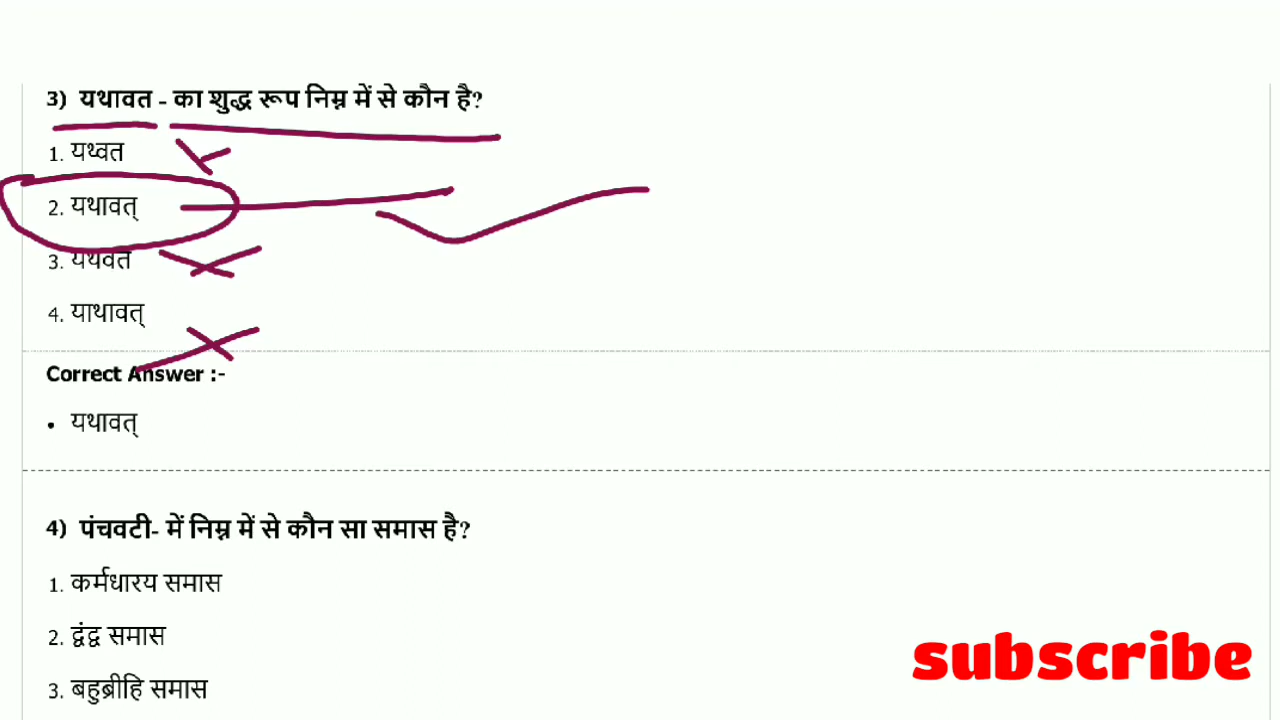 3) यथावत - का शुद्ध रूप निम्न में से कौन है?
1. यथ्वत
2. यथावत्
3. यथवत
4. याथावत्
Correct Answer :-
• यथावत्
4) पंचवटी- में निम्न में से कौन सा समास है?
1. कर्मधारय समास
2. द्वंद्व समास
3. बहुब्रीहि समास
subscribe